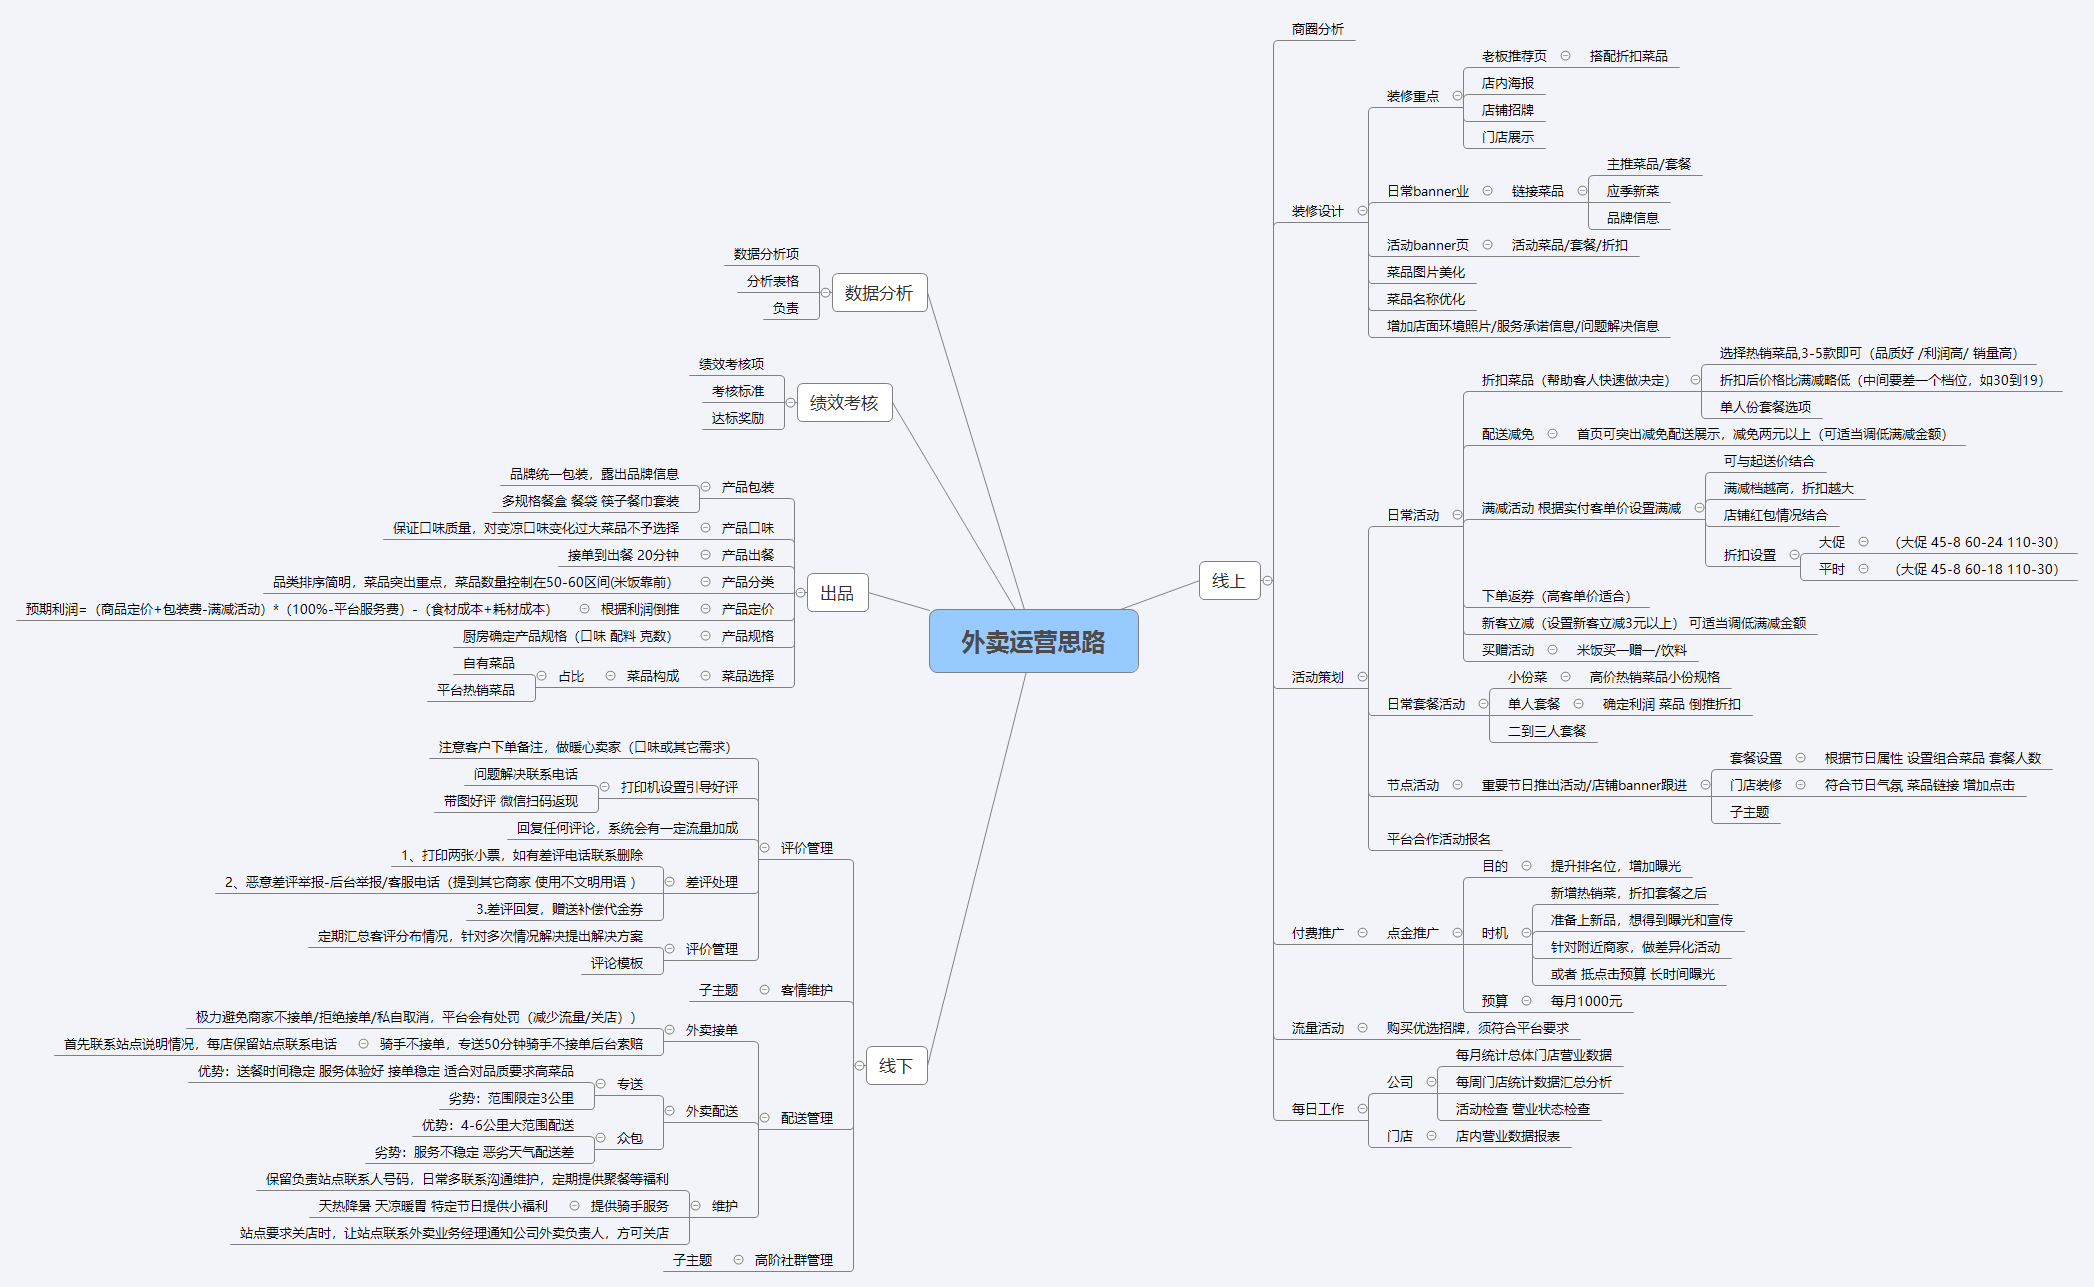 外卖运营思路
线上
商圈分析
装修设计
装修重点
老板推荐页
搭配折扣菜品
店内海报
店铺招牌
门店展示
日常banner业
链接菜品
主推菜品/套餐
应季新菜
品牌信息
活动banner页
活动菜品/套餐/折扣
菜品图片美化
菜品名称优化
增加店面环境照片/服务承诺信息/问题解决信息
活动策划
日常活动
折扣菜品（帮助客人快速做决定）
选择热销菜品,3-5款即可（品质好 /利润高/ 销量高）
折扣后价格比满减略低（中间要差一个档位，如30到19）
单人份套餐选项
配送减免
首页可突出减免配送展示，减免两元以上（可适当调低满减金额）
满减活动 根据实付客单价设置满减
可与起送价结合
满减档越高，折扣越大
店铺红包情况结合
折扣设置
大促
（大促 45-8 60-24 110-30）
平时
（大促 45-8 60-18 110-30）
下单返券（高客单价适合）
新客立减（设置新客立减3元以上） 可适当调低满减金额
买赠活动
米饭买一赠一/饮料
日常套餐活动
小份菜
高价热销菜品小份规格
单人套餐
确定利润 菜品 倒推折扣
二到三人套餐
节点活动
重要节日推出活动/店铺banner跟进
套餐设置
根据节日属性 设置组合菜品 套餐人数
门店装修
符合节日气氛 菜品链接 增加点击
子主题
平台合作活动报名
付费推广
点金推广
目的
提升排名位，增加曝光
时机
新增热销菜，折扣套餐之后
准备上新品，想得到曝光和宣传
针对附近商家，做差异化活动
或者 抵点击预算 长时间曝光
预算
每月1000元
流量活动
购买优选招牌，须符合平台要求
每日工作
公司
每月统计总体门店营业数据
每周门店统计数据汇总分析
活动检查 营业状态检查
门店
店内营业数据报表
数据分析
数据分析项
分析表格
负责
绩效考核
绩效考核项
考核标准
达标奖励
出品
产品包装
品牌统一包装，露出品牌信息
多规格餐盒 餐袋 筷子餐巾套装
产品口味
保证口味质量，对变凉口味变化过大菜品不予选择
产品出餐
接单到出餐 20分钟
产品分类
品类排序简明，菜品突出重点，菜品数量控制在50-60区间(米饭靠前）
产品定价
根据利润倒推
预期利润=（商品定价+包装费-满减活动）*（100%-平台服务费）-（食材成本+耗材成本）
产品规格
厨房确定产品规格（口味 配料 克数）
菜品选择
菜品构成
占比
自有菜品
平台热销菜品
线下
评价管理
注意客户下单备注，做暖心卖家（口味或其它需求）
打印机设置引导好评
问题解决联系电话
带图好评 微信扫码返现
回复任何评论，系统会有一定流量加成
差评处理
1、打印两张小票，如有差评电话联系删除
2、恶意差评举报-后台举报/客服电话（提到其它商家 使用不文明用语 ）
3.差评回复，赠送补偿代金券
评价管理
定期汇总客评分布情况，针对多次情况解决提出解决方案
评论模板
客情维护
子主题
配送管理
外卖接单
极力避免商家不接单/拒绝接单/私自取消，平台会有处罚（减少流量/关店））
骑手不接单，专送50分钟骑手不接单后台索赔
首先联系站点说明情况，每店保留站点联系电话
外卖配送
专送
优势：送餐时间稳定 服务体验好 接单稳定 适合对品质要求高菜品
劣势：范围限定3公里
众包
优势：4-6公里大范围配送
劣势：服务不稳定 恶劣天气配送差
维护
保留负责站点联系人号码，日常多联系沟通维护，定期提供聚餐等福利
提供骑手服务
天热降暑 天凉暖胃 特定节日提供小福利
站点要求关店时，让站点联系外卖业务经理通知公司外卖负责人，方可关店
高阶社群管理
子主题